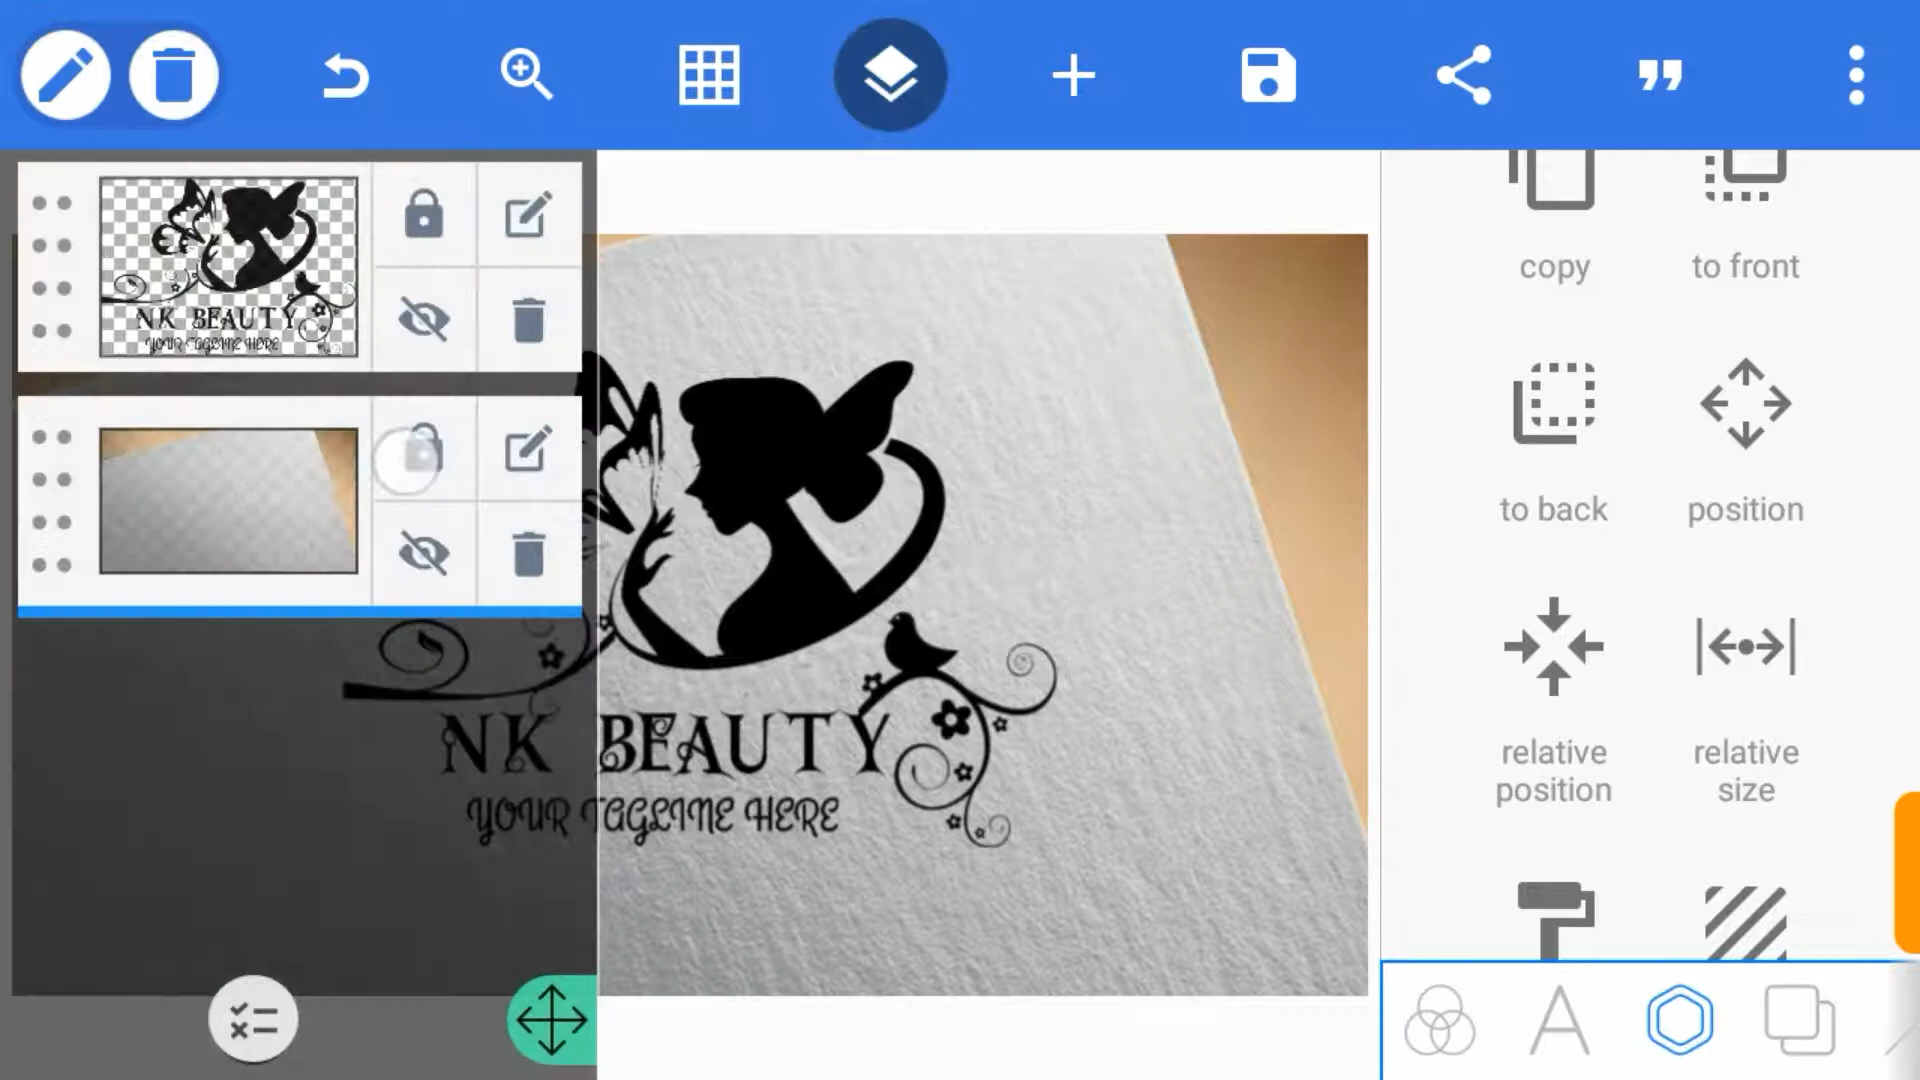 NK BEAUTY
YOUR TAGLINE HERE
copy
to front
NK BEAUTY
YOUR TAGLINE HERE
to back
position
relative
position
relative
size
A